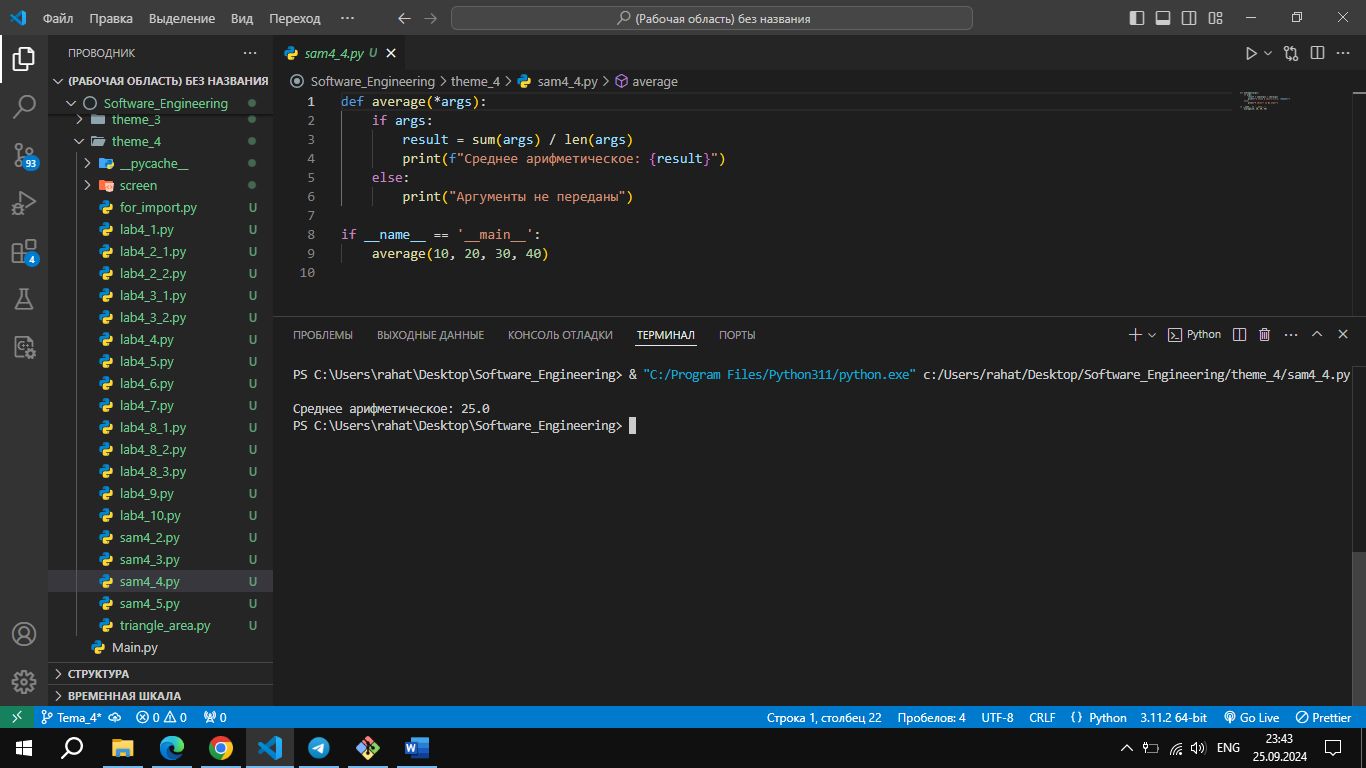 Файл Правка Выделение Вид Переход ··· (Рабочая область) без названия
ПРОВОДНИК ···
(РАБОЧАЯ ОБЛАСТЬ) БЕЗ НАЗВАНИЯ
Software_Engineering
theme_3
theme_4
__pycache__
screen
for_import.py U
lab4_1.py U
lab4_2_1.py U
lab4_2_2.py U
lab4_3_1.py U
lab4_3_2.py U
lab4_4.py U
lab4_5.py U
lab4_6.py U
lab4_7.py U
lab4_8_1.py U
lab4_8_2.py U
lab4_8_3.py U
lab4_9.py U
lab4_10.py U
sam4_2.py U
sam4_3.py U
sam4_4.py U
sam4_5.py U
triangle_area.py U
Main.py
СТРУКТУРА
ВРЕМЕННАЯ ШКАЛА
93
4
sam4_4.py U
Software_Engineering > theme_4 > sam4_4.py > average
1 def average(*args):
2 if args:
3 result = sum(args) / len(args)
4 print(f"Среднее арифметическое: {result}")
5 else:
6 print("Аргументы не переданы")
7
8 if __name__ == '__main__':
9 average(10, 20, 30, 40)
10
ПРОБЛЕМЫ ВЫХОДНЫЕ ДАННЫЕ КОНСОЛЬ ОТЛАДКИ ТЕРМИНАЛ ПОРТЫ Python ···
PS C:\Users\rahat\Desktop\Software_Engineering> & "C:/Program Files/Python311/python.exe" c:/Users/rahat/Desktop/Software_Engineering/theme_4/sam4_4.py
Среднее арифметическое: 25.0
PS C:\Users\rahat\Desktop\Software_Engineering>
Tema_4* 0 0 0 Строка 1, столбец 22 Пробелов: 4 UTF-8 CRLF Python 3.11.2 64-bit Go Live Prettier
ENG 23:43
25.09.2024